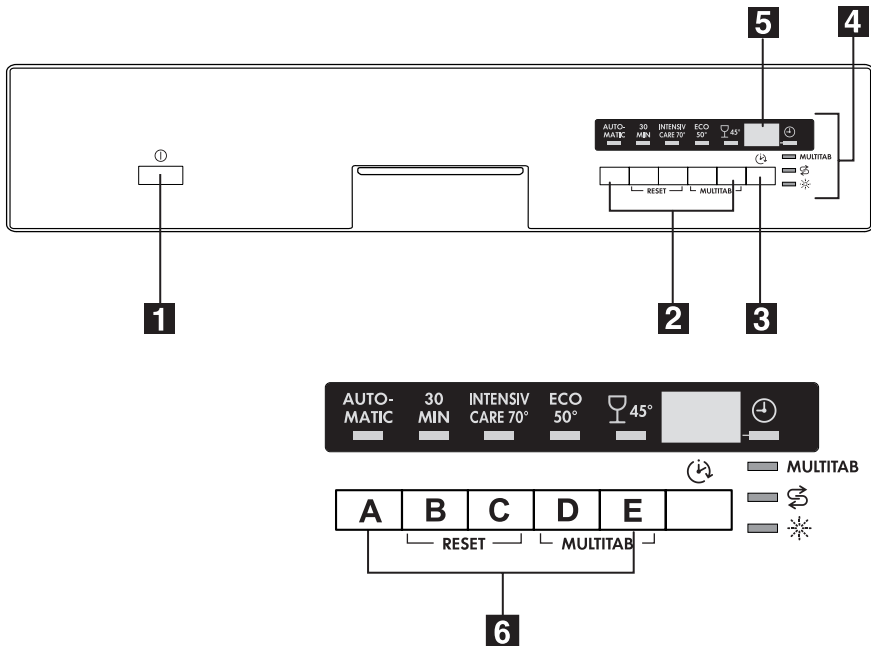 5
4
AUTO-
MATIC
30
MIN
INTENSIV
CARE 70°
ECO
50°
45°
MULTITAB
RESET
MULTITAB
1
2
3
AUTO-
MATIC
30
MIN
INTENSIV
CARE 70°
ECO
50°
45°
MULTITAB
A B C D E
RESET
MULTITAB
6